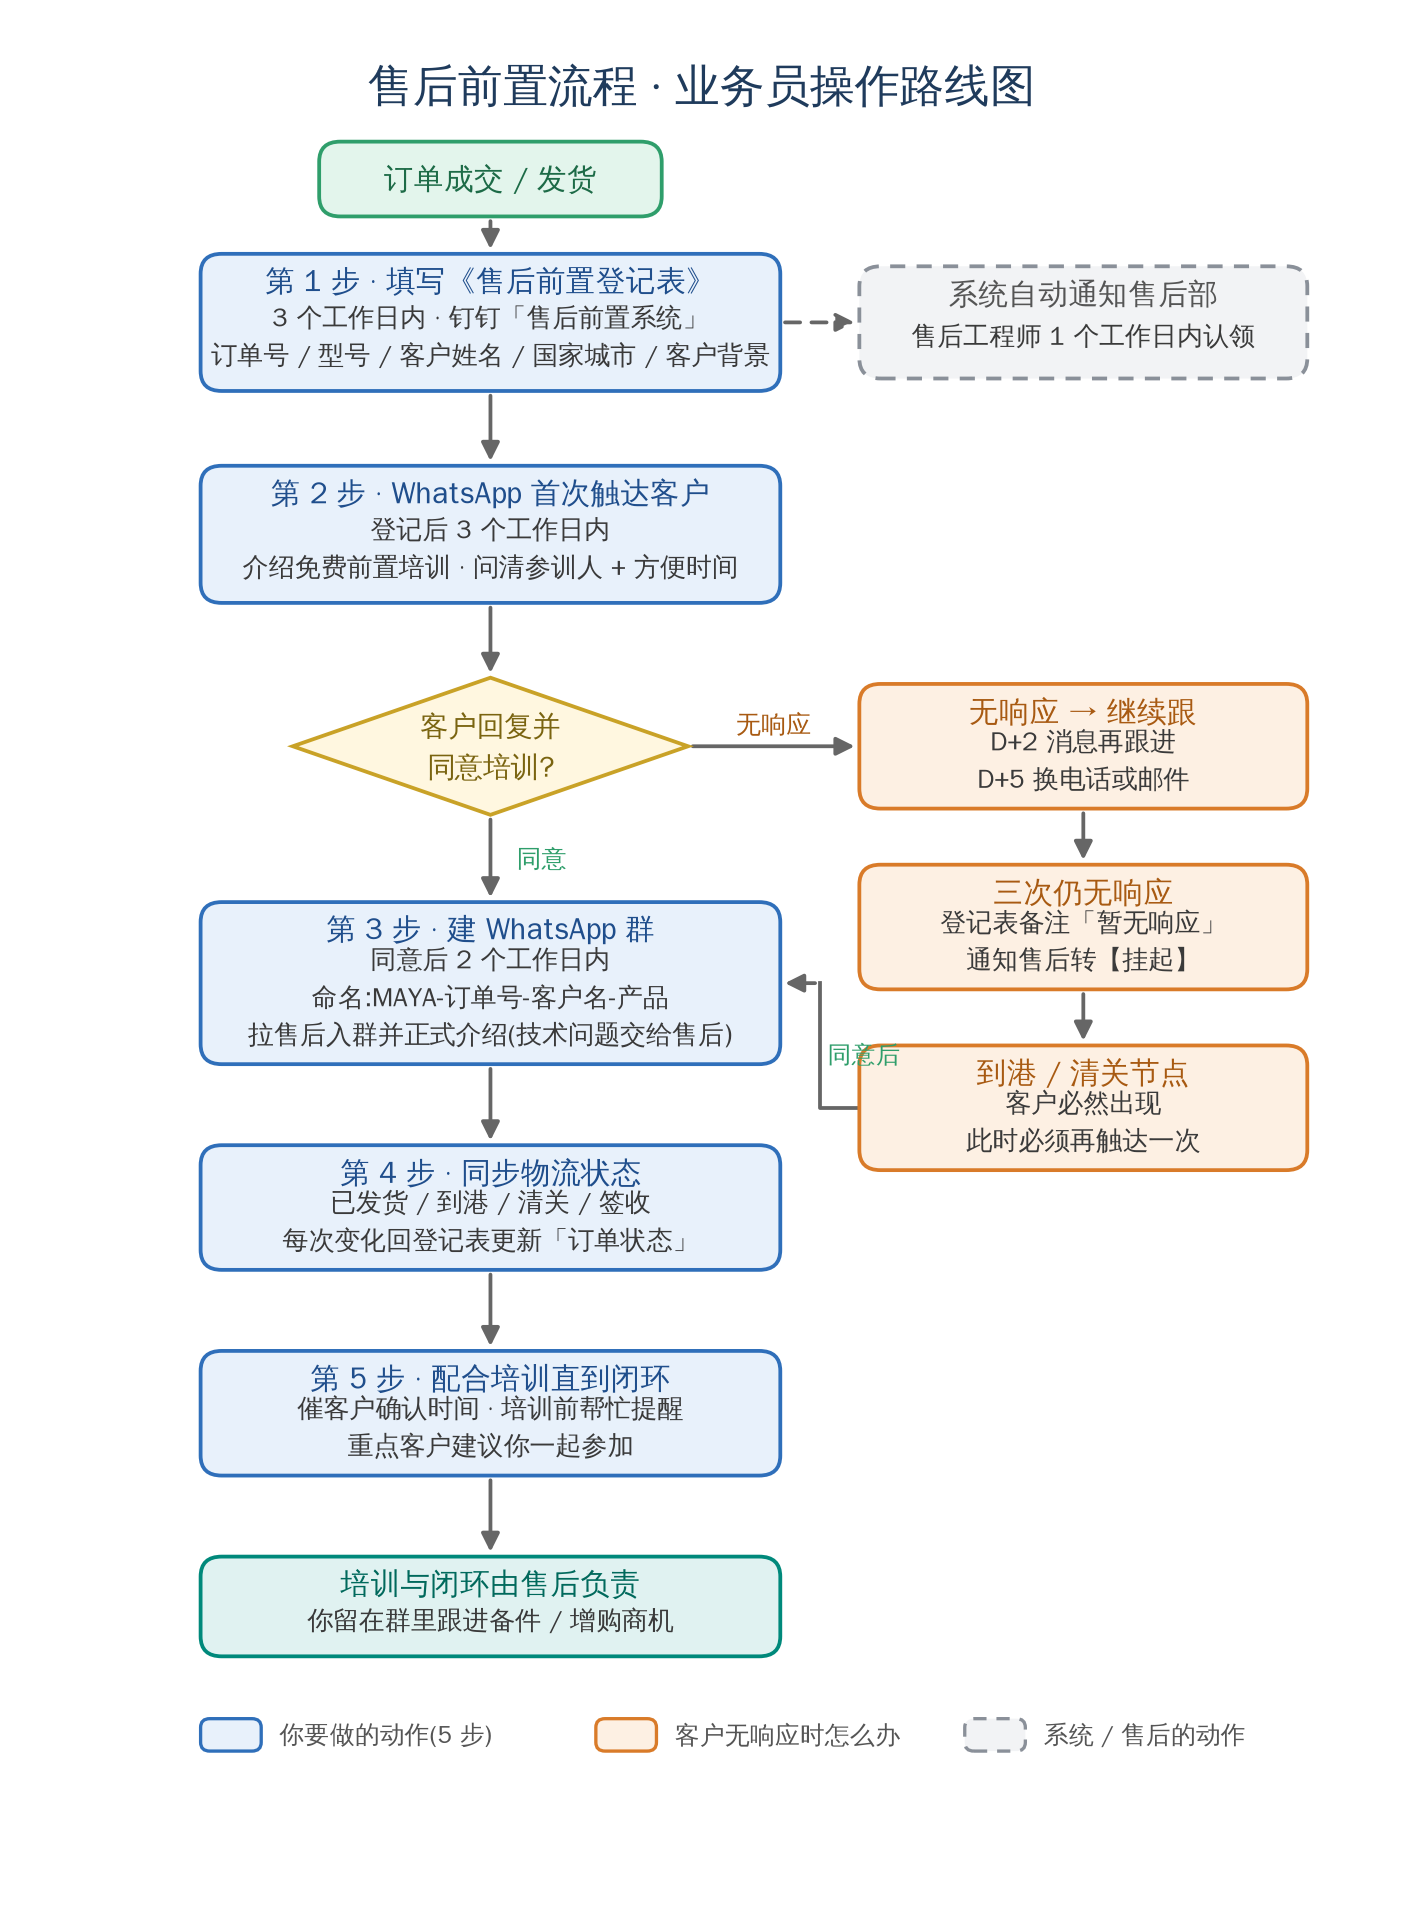 售后前置流程 · 业务员操作路线图
订单成交 / 发货
第 1 步 · 填写《售后前置登记表》
3 个工作日内 · 钉钉「售后前置系统」
订单号 / 型号 / 客户姓名 / 国家城市 / 客户背景
系统自动通知售后部
售后工程师 1 个工作日内认领
第 2 步 · WhatsApp 首次触达客户
登记后 3 个工作日内
介绍免费前置培训 · 问清参训人 + 方便时间
客户回复并
同意培训?
无响应
无响应 → 继续跟
D+2 消息再跟进
D+5 换电话或邮件
同意
三次仍无响应
登记表备注「暂无响应」
通知售后转【挂起】
第 3 步 · 建 WhatsApp 群
同意后 2 个工作日内
命名:MAYA-订单号-客户名-产品
拉售后入群并正式介绍(技术问题交给售后)
同意后
到港 / 清关节点
客户必然出现
此时必须再触达一次
第 4 步 · 同步物流状态
已发货 / 到港 / 清关 / 签收
每次变化回登记表更新「订单状态」
第 5 步 · 配合培训直到闭环
催客户确认时间 · 培训前帮忙提醒
重点客户建议你一起参加
培训与闭环由售后负责
你留在群里跟进备件 / 增购商机
你要做的动作(5 步)
客户无响应时怎么办
系统 / 售后的动作